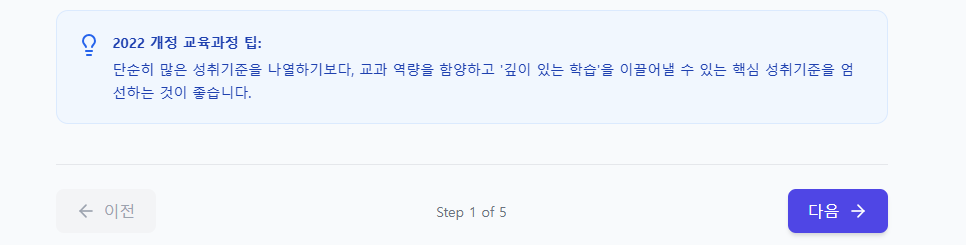 2022 개정 교육과정 팁:
단순히 많은 성취기준을 나열하기보다, 교과 역량을 함양하고 '깊이 있는 학습'을 이끌어낼 수 있는 핵심 성취기준을 엄
선하는 것이 좋습니다.
이전
Step 1 of 5
다음